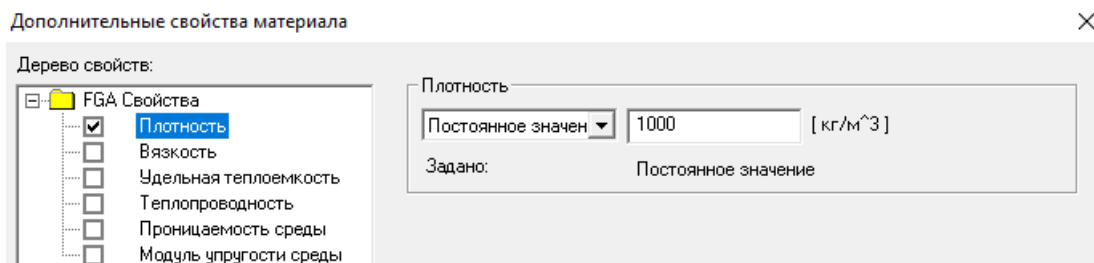 Дополнительные свойства материала
Дерево свойств:
FGA Свойства
Плотность
Вязкость
Удельная теплоемкость
Теплопроводность
Проницаемость среды
Модуль упругости среды
Плотность
Постоянное значен 1000 [ кг/м^3 ]
Задано: Постоянное значение